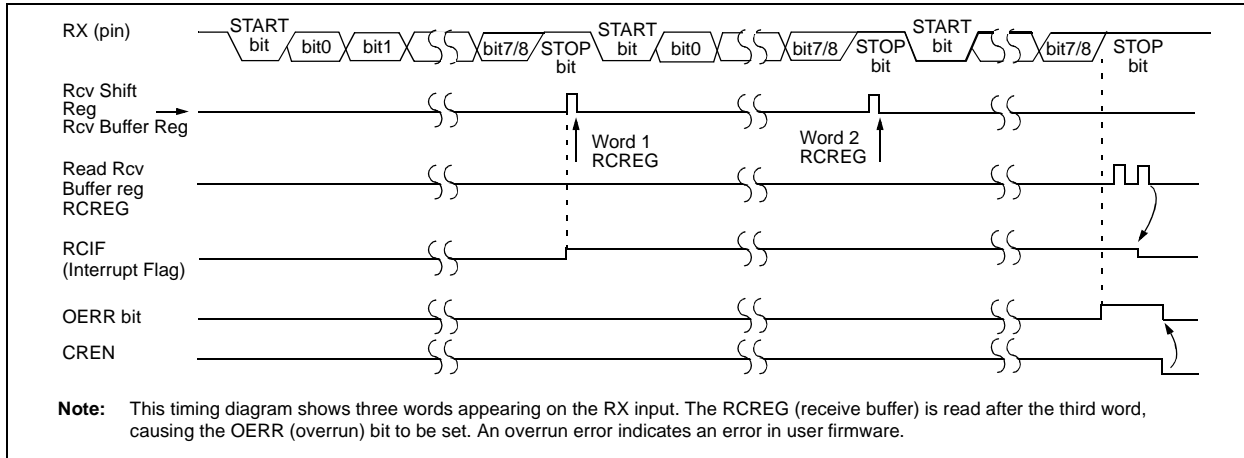 RX (pin)
START
bit
bit0
bit1
bit7/8
STOP
bit
START
bit
bit0
bit7/8
STOP
bit
START
bit
bit7/8
STOP
bit
Rcv Shift
Reg
Rcv Buffer Reg
Word 1
RCREG
Word 2
RCREG
Read Rcv
Buffer reg
RCREG
RCIF
(Interrupt Flag)
OERR bit
CREN
Note: This timing diagram shows three words appearing on the RX input. The RCREG (receive buffer) is read after the third word,
causing the OERR (overrun) bit to be set. An overrun error indicates an error in user firmware.